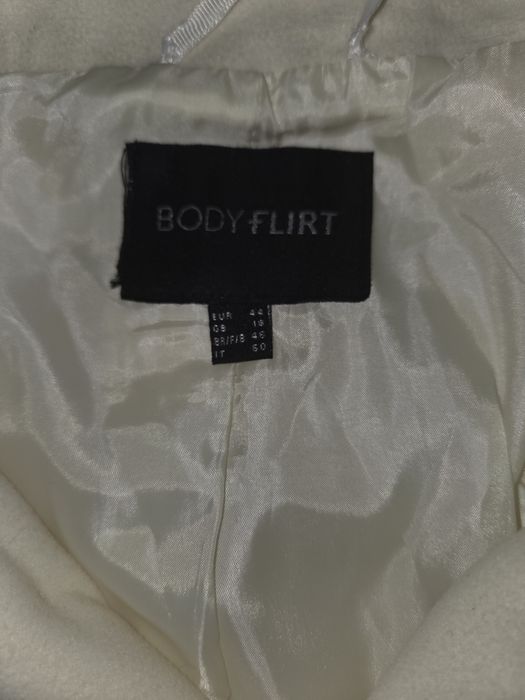 BODYFLIRT
EUR 44
GB 18
BR/F/B 46
IT 50